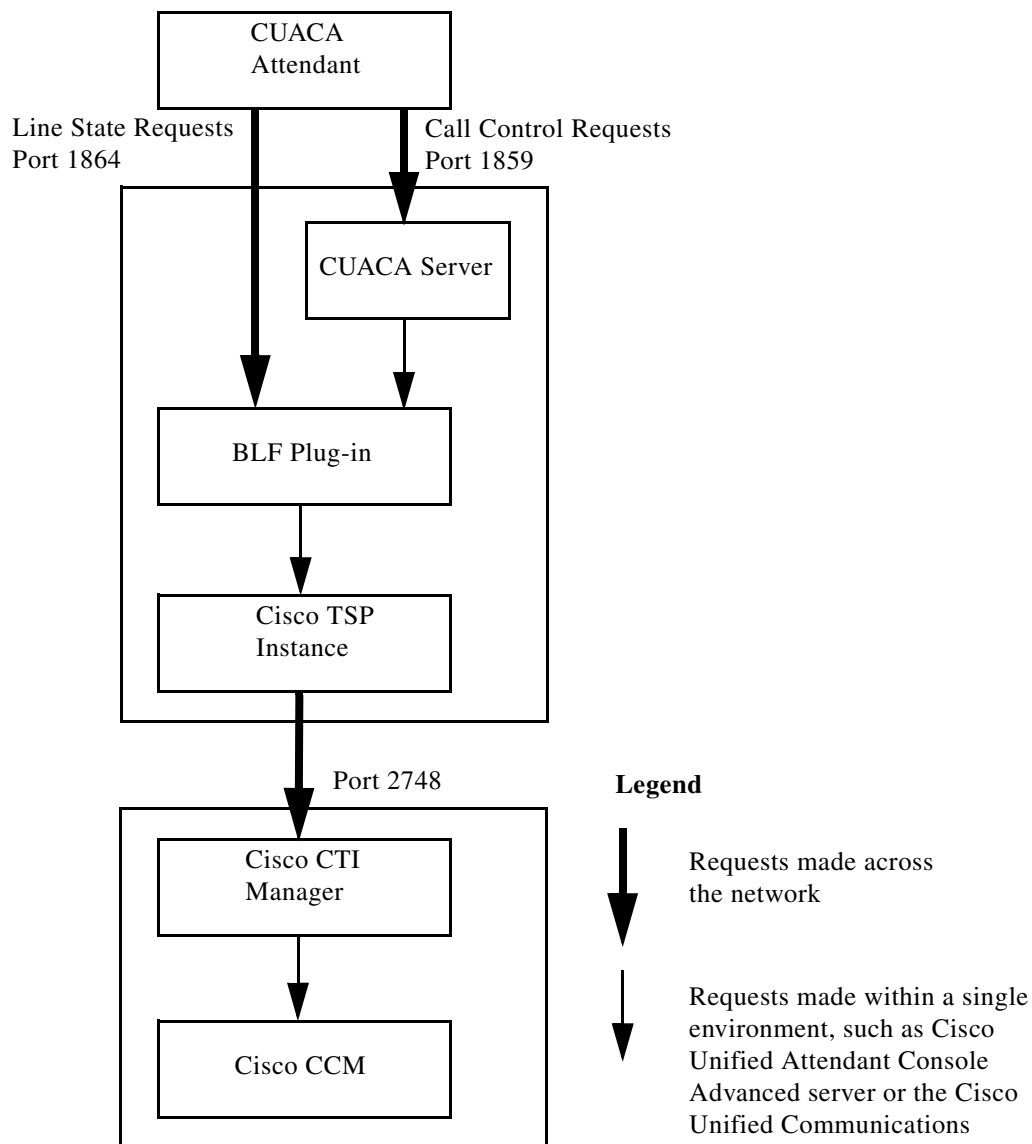 CUACA
Attendant
Line State Requests
Port 1864
Call Control Requests
Port 1859
CUACA Server
BLF Plug-in
Cisco TSP
Instance
Port 2748
Legend
Cisco CTI
Manager
Requests made across
the network
Cisco CCM
Requests made within a single
environment, such as Cisco
Unified Attendant Console
Advanced server or the Cisco
Unified Communications